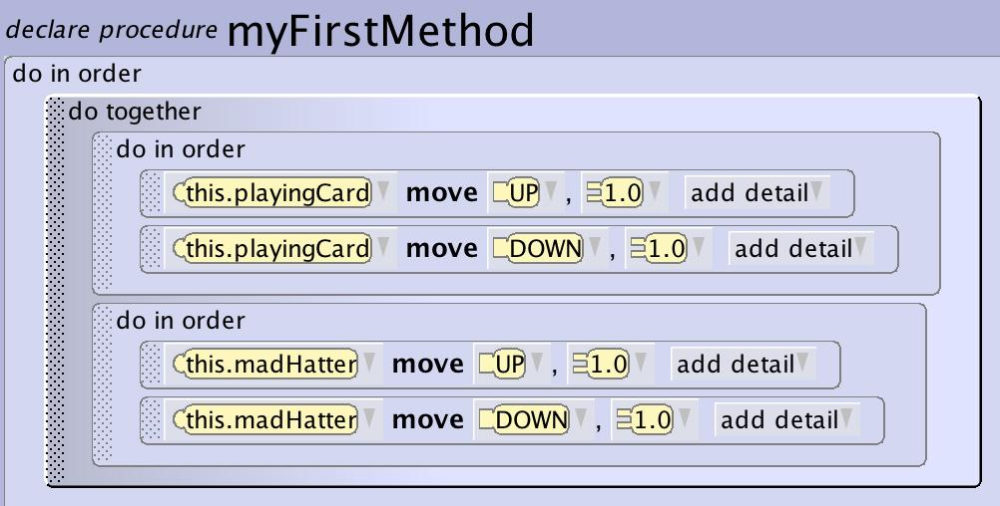 declare procedure myFirstMethod
do in order
do together
do in order
this.playingCard move UP , 1.0 add detail
this.playingCard move DOWN , 1.0 add detail
do in order
this.madHatter move UP , 1.0 add detail
this.madHatter move DOWN , 1.0 add detail